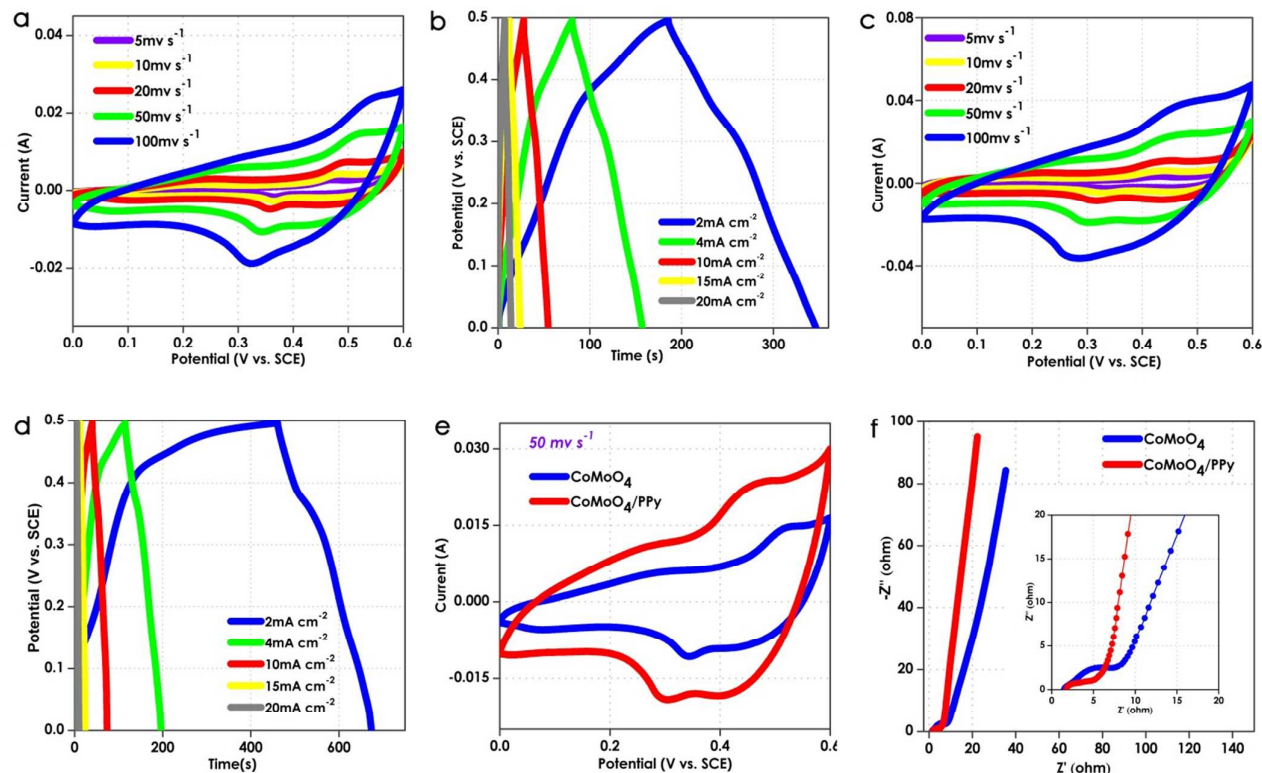 a
0.04
0.02
0.00
-0.02
Current (A)
5mv s⁻¹
10mv s⁻¹
20mv s⁻¹
50mv s⁻¹
100mv s⁻¹
0.0 0.1 0.2 0.3 0.4 0.5 0.6
Potential (V vs. SCE)
b
0.5
0.4
0.3
0.2
0.1
0.0
Potential (V vs. SCE)
2mA cm⁻²
4mA cm⁻²
10mA cm⁻²
15mA cm⁻²
20mA cm⁻²
0 100 200 300
Time (s)
c
0.08
0.04
0.00
-0.04
Current (A)
5mv s⁻¹
10mv s⁻¹
20mv s⁻¹
50mv s⁻¹
100mv s⁻¹
0.0 0.1 0.2 0.3 0.4 0.5 0.6
Potential (V vs. SCE)
d
0.5
0.4
0.3
0.2
0.1
0.0
Potential (V vs. SCE)
2mA cm⁻²
4mA cm⁻²
10mA cm⁻²
15mA cm⁻²
20mA cm⁻²
0 200 400 600
Time(s)
e
0.030
0.015
0.000
-0.015
Current (A)
50 mv s⁻¹
CoMoO₄
CoMoO₄/PPy
0.0 0.2 0.4 0.6
Potential (V vs. SCE)
f
100
80
60
40
20
0
-Z'' (ohm)
CoMoO₄
CoMoO₄/PPy
20
15
10
5
0
Z'' (ohm)
0 5 10 15 20
Z' (ohm)
0 20 40 60 80 100 120 140
Z' (ohm)